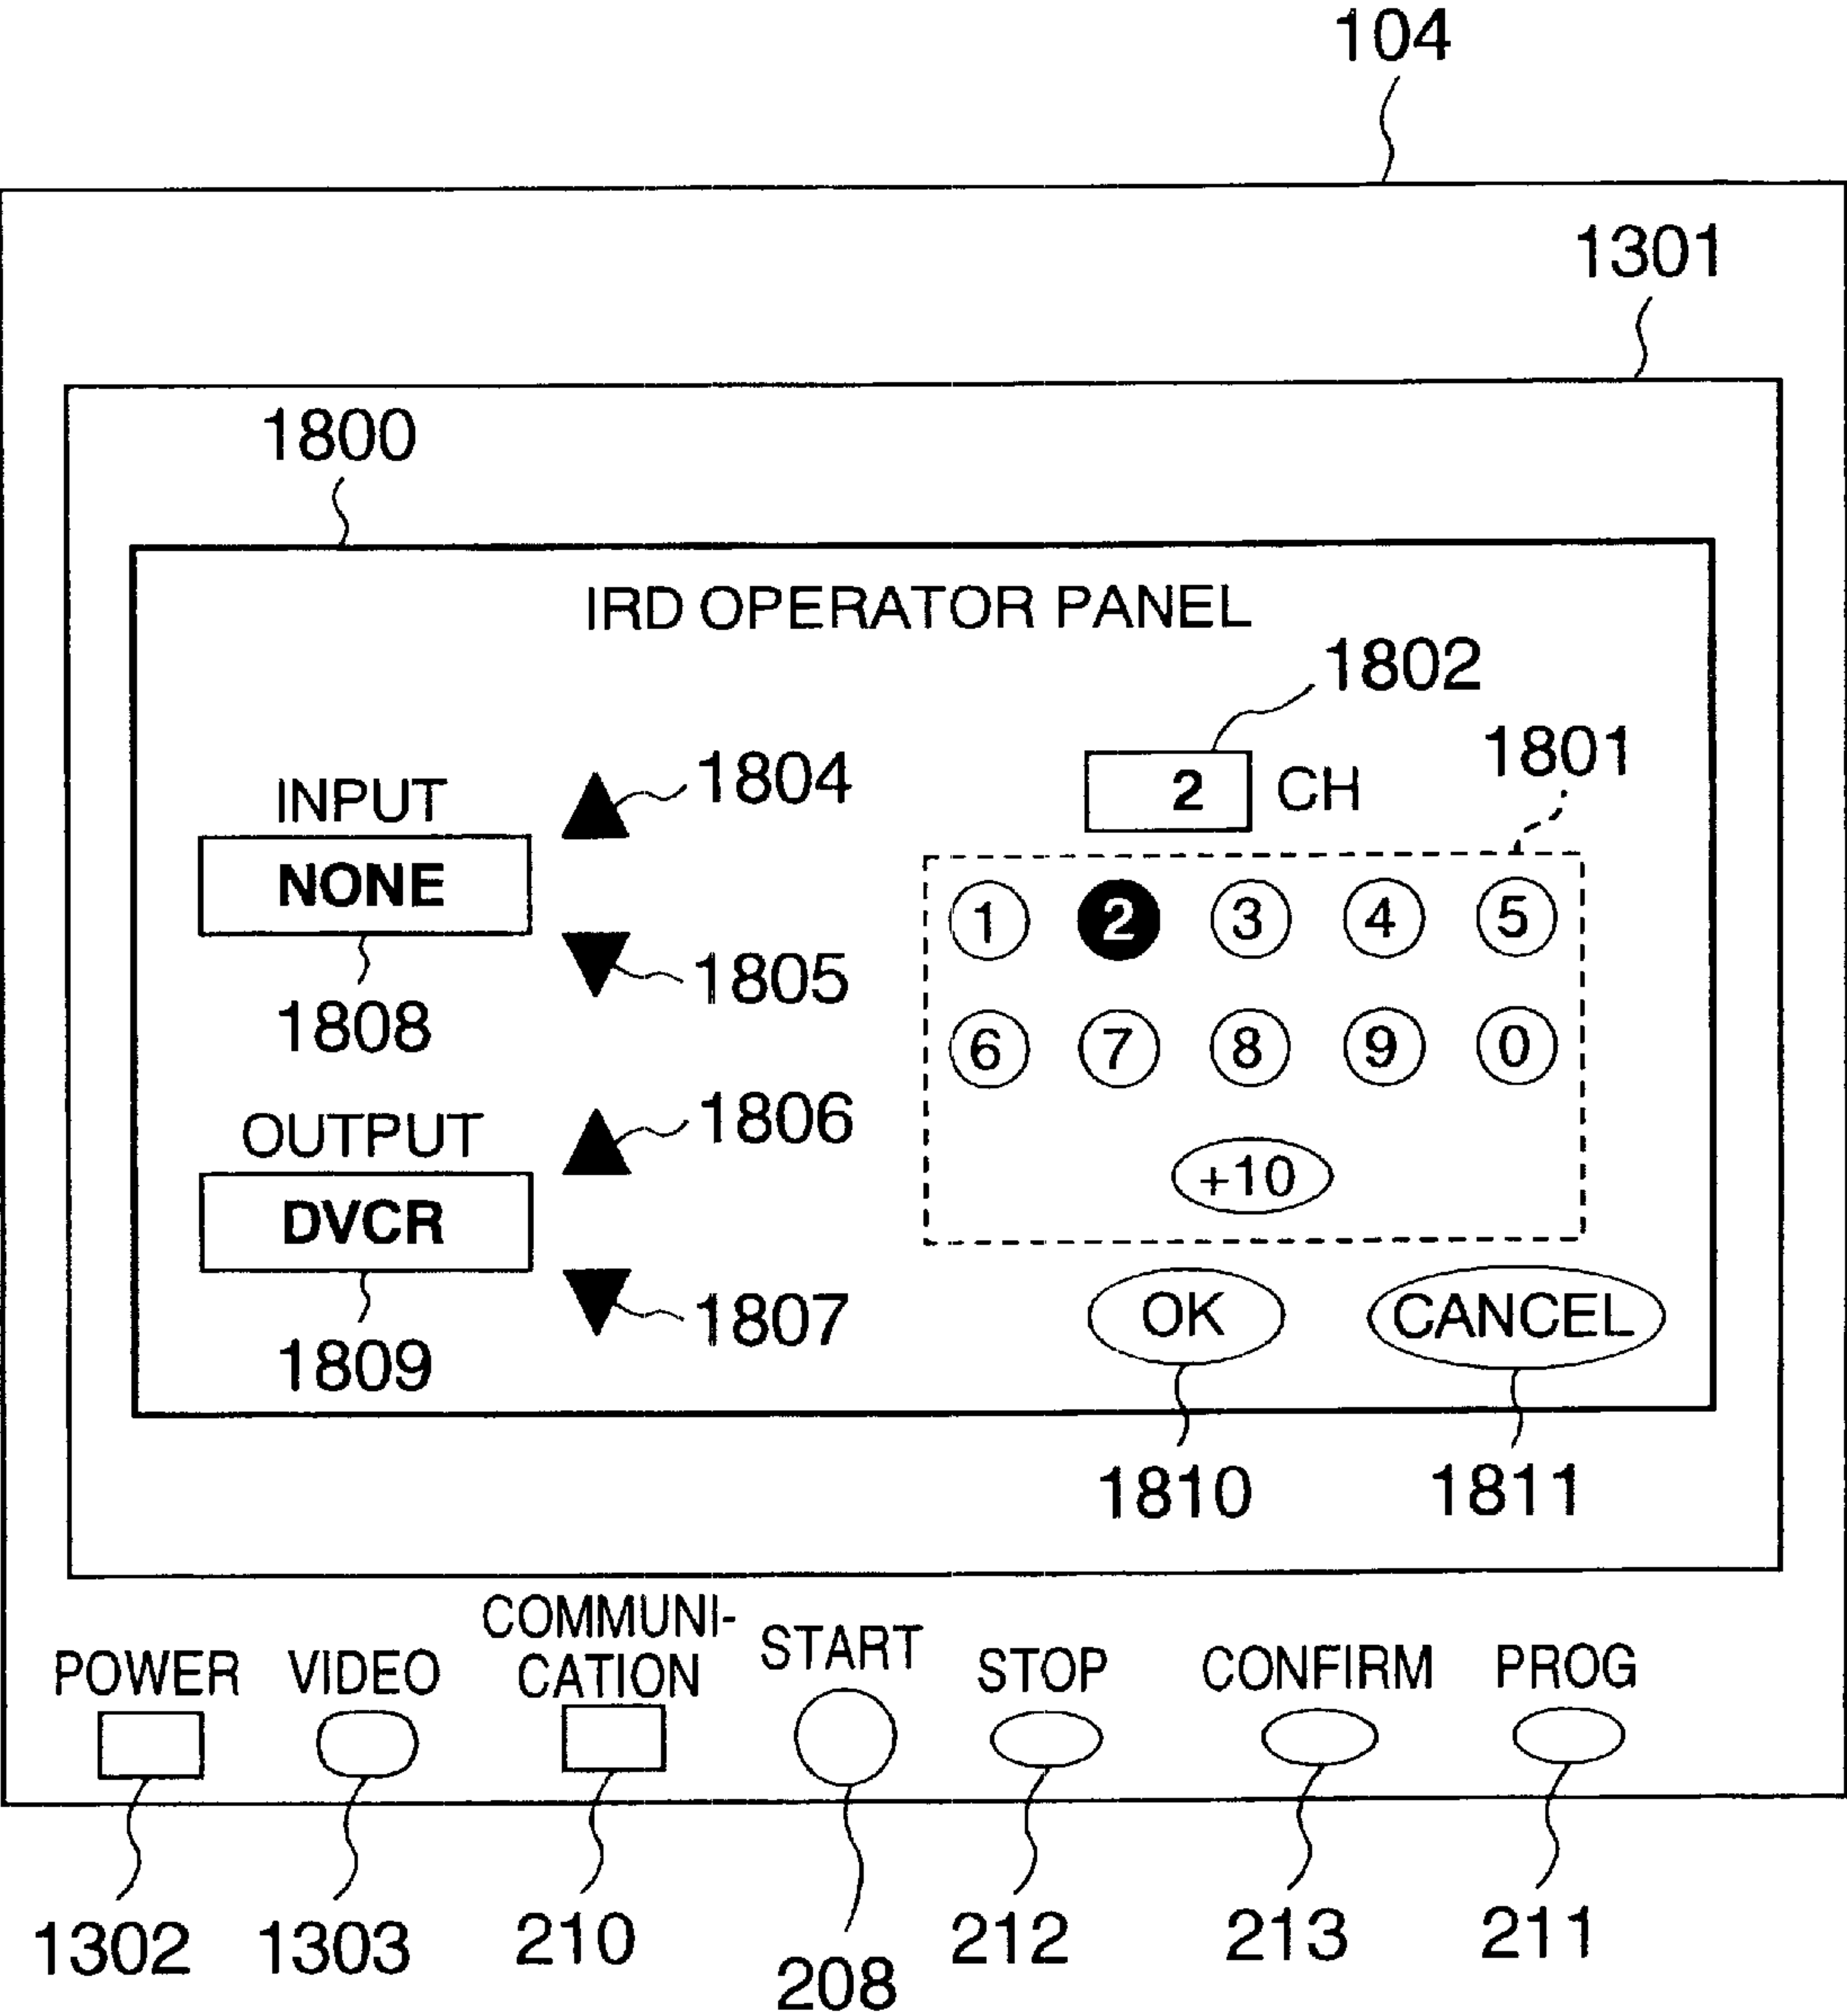 104
1301
1800
IRD OPERATOR PANEL
1802
1801
INPUT
1804
2 CH
NONE
1805
1808
1 2 3 4 5
6 7 8 9 0
+10
OUTPUT
1806
DVCR
1807
1809
OK CANCEL
1810 1811
POWER VIDEO COMMUNI-
CATION START STOP CONFIRM PROG
1302 1303 210 208 212 213 211